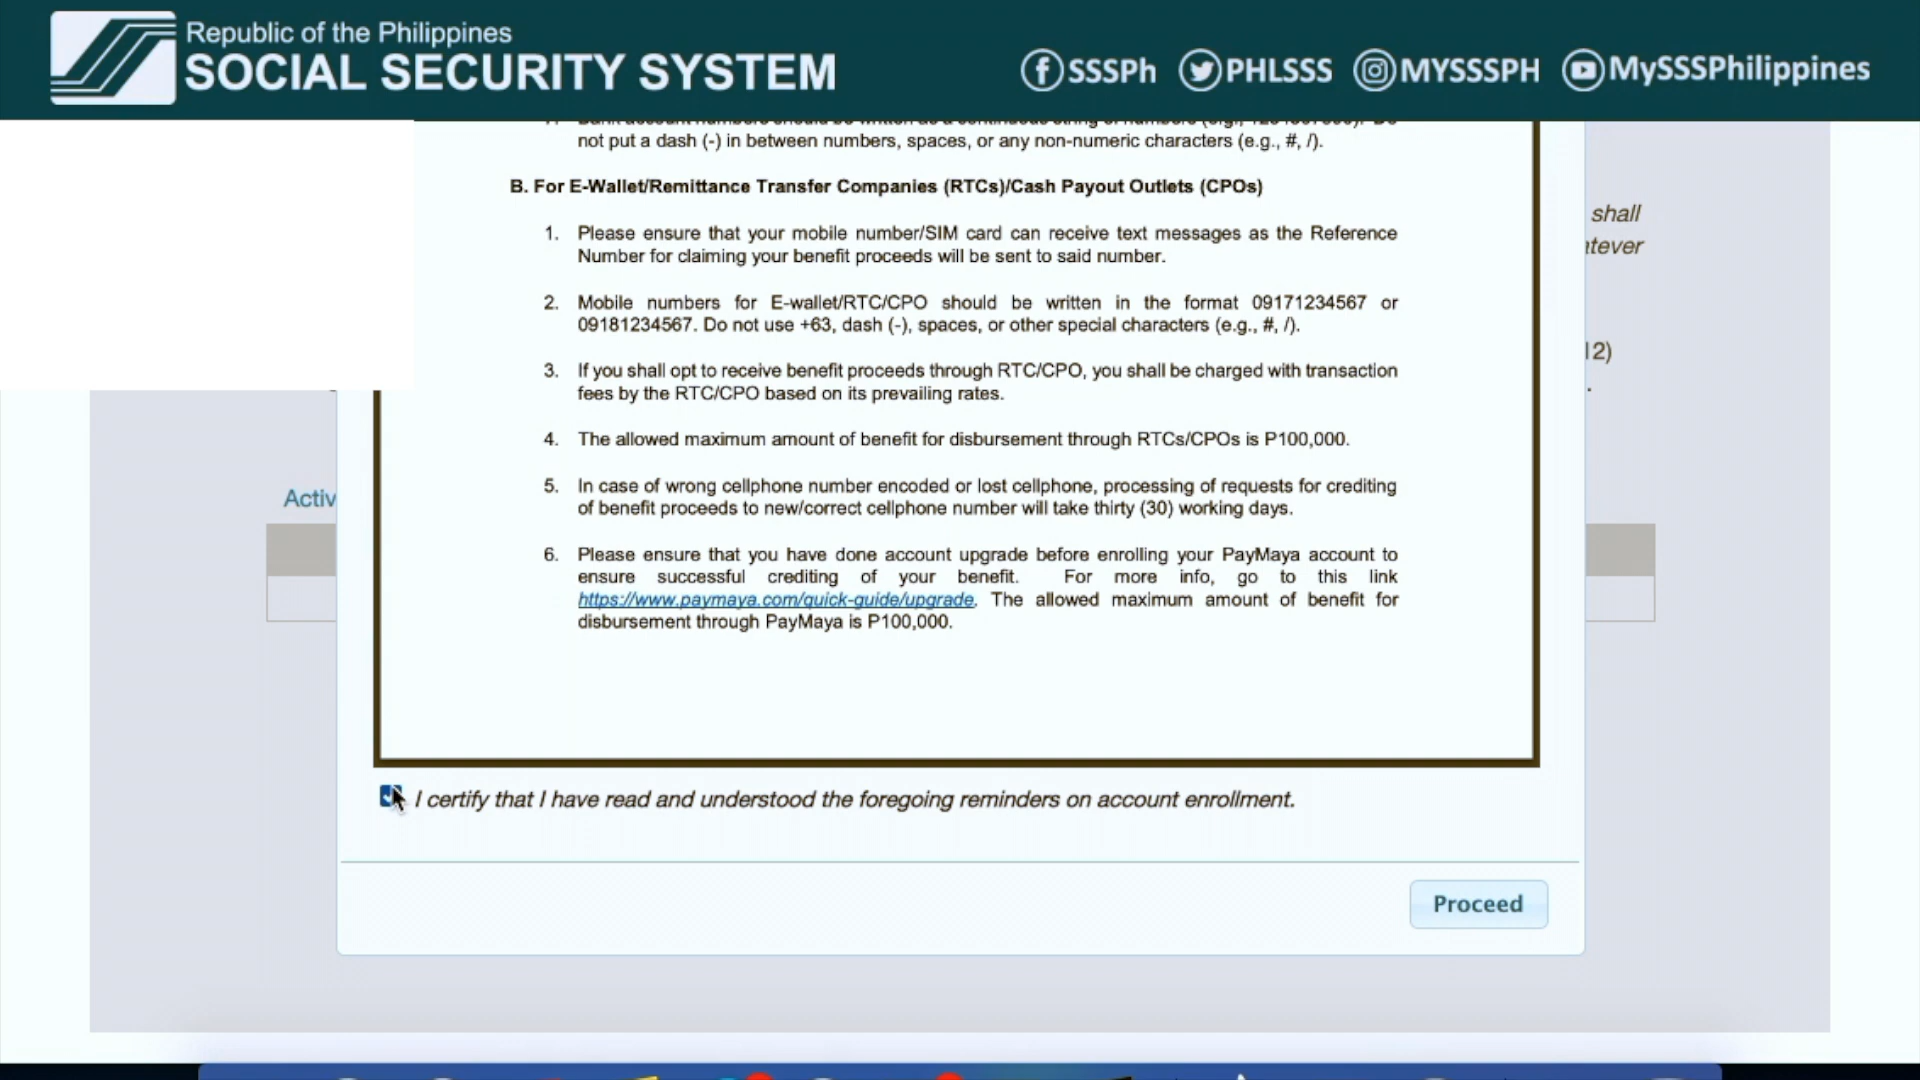 Republic of the Philippines
SOCIAL SECURITY SYSTEM
SSSPh PHLSSS MYSSSPH MySSSPhilippines
not put a dash (-) in between numbers, spaces, or any non-numeric characters (e.g., #, /).
B. For E-Wallet/Remittance Transfer Companies (RTCs)/Cash Payout Outlets (CPOs)
1. Please ensure that your mobile number/SIM card can receive text messages as the Reference
Number for claiming your benefit proceeds will be sent to said number.
2. Mobile numbers for E-wallet/RTC/CPO should be written in the format 09171234567 or
09181234567. Do not use +63, dash (-), spaces, or other special characters (e.g., #, /).
3. If you shall opt to receive benefit proceeds through RTC/CPO, you shall be charged with transaction
fees by the RTC/CPO based on its prevailing rates.
4. The allowed maximum amount of benefit for disbursement through RTCs/CPOs is P100,000.
5. In case of wrong cellphone number encoded or lost cellphone, processing of requests for crediting
of benefit proceeds to new/correct cellphone number will take thirty (30) working days.
6. Please ensure that you have done account upgrade before enrolling your PayMaya account to
ensure successful crediting of your benefit. For more info, go to this link
https://www.paymaya.com/quick-guide/upgrade. The allowed maximum amount of benefit for
disbursement through PayMaya is P100,000.
I certify that I have read and understood the foregoing reminders on account enrollment.
Proceed
shall
12)
Activ